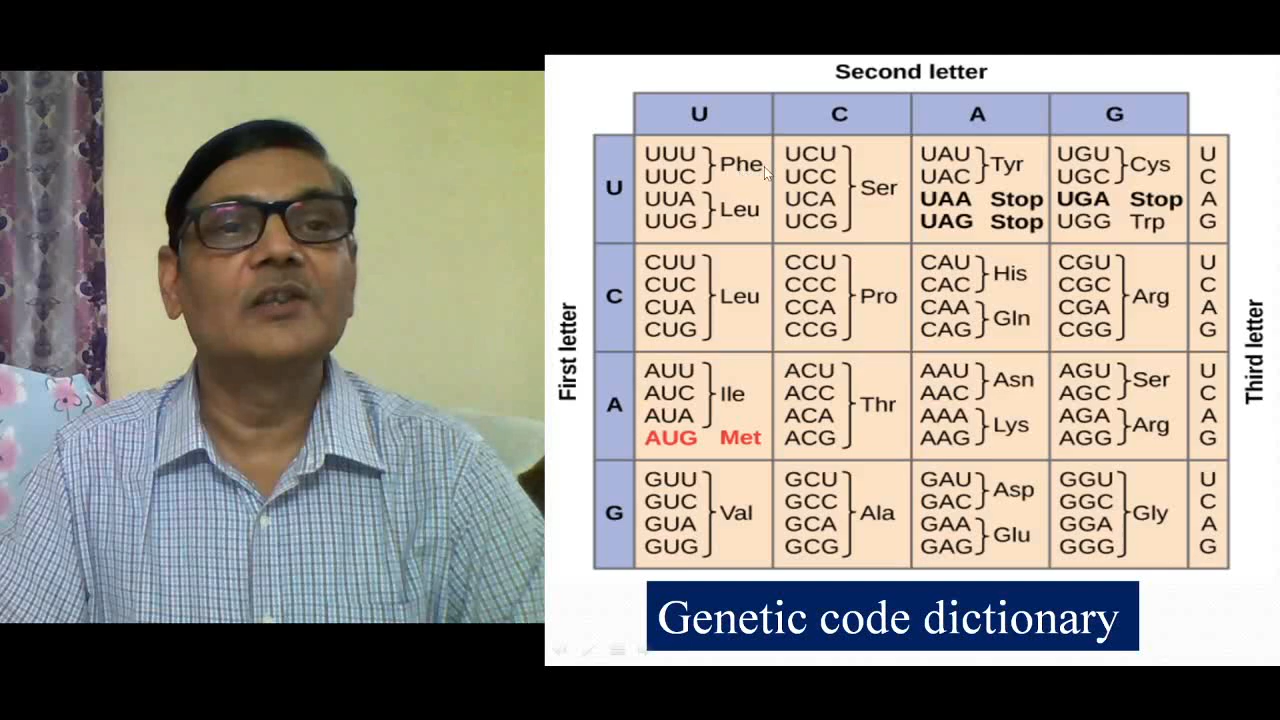 Second letter
U C A G
First letter
Third letter
U
UUU UUC Phe
UUA UUG Leu
UCU UCC UCA UCG Ser
UAU UAC Tyr
UAA Stop
UAG Stop
UGU UGC Cys
UGA Stop
UGG Trp
U C A G
C
CUU CUC CUA CUG Leu
CCU CCC CCA CCG Pro
CAU CAC His
CAA CAG Gln
CGU CGC CGA CGG Arg
U C A G
A
AUU AUC AUA Ile
AUG Met
ACU ACC ACA ACG Thr
AAU AAC Asn
AAA AAG Lys
AGU AGC Ser
AGA AGG Arg
U C A G
G
GUU GUC GUA GUG Val
GCU GCC GCA GCG Ala
GAU GAC Asp
GAA GAG Glu
GGU GGC GGA GGG Gly
U C A G
Genetic code dictionary